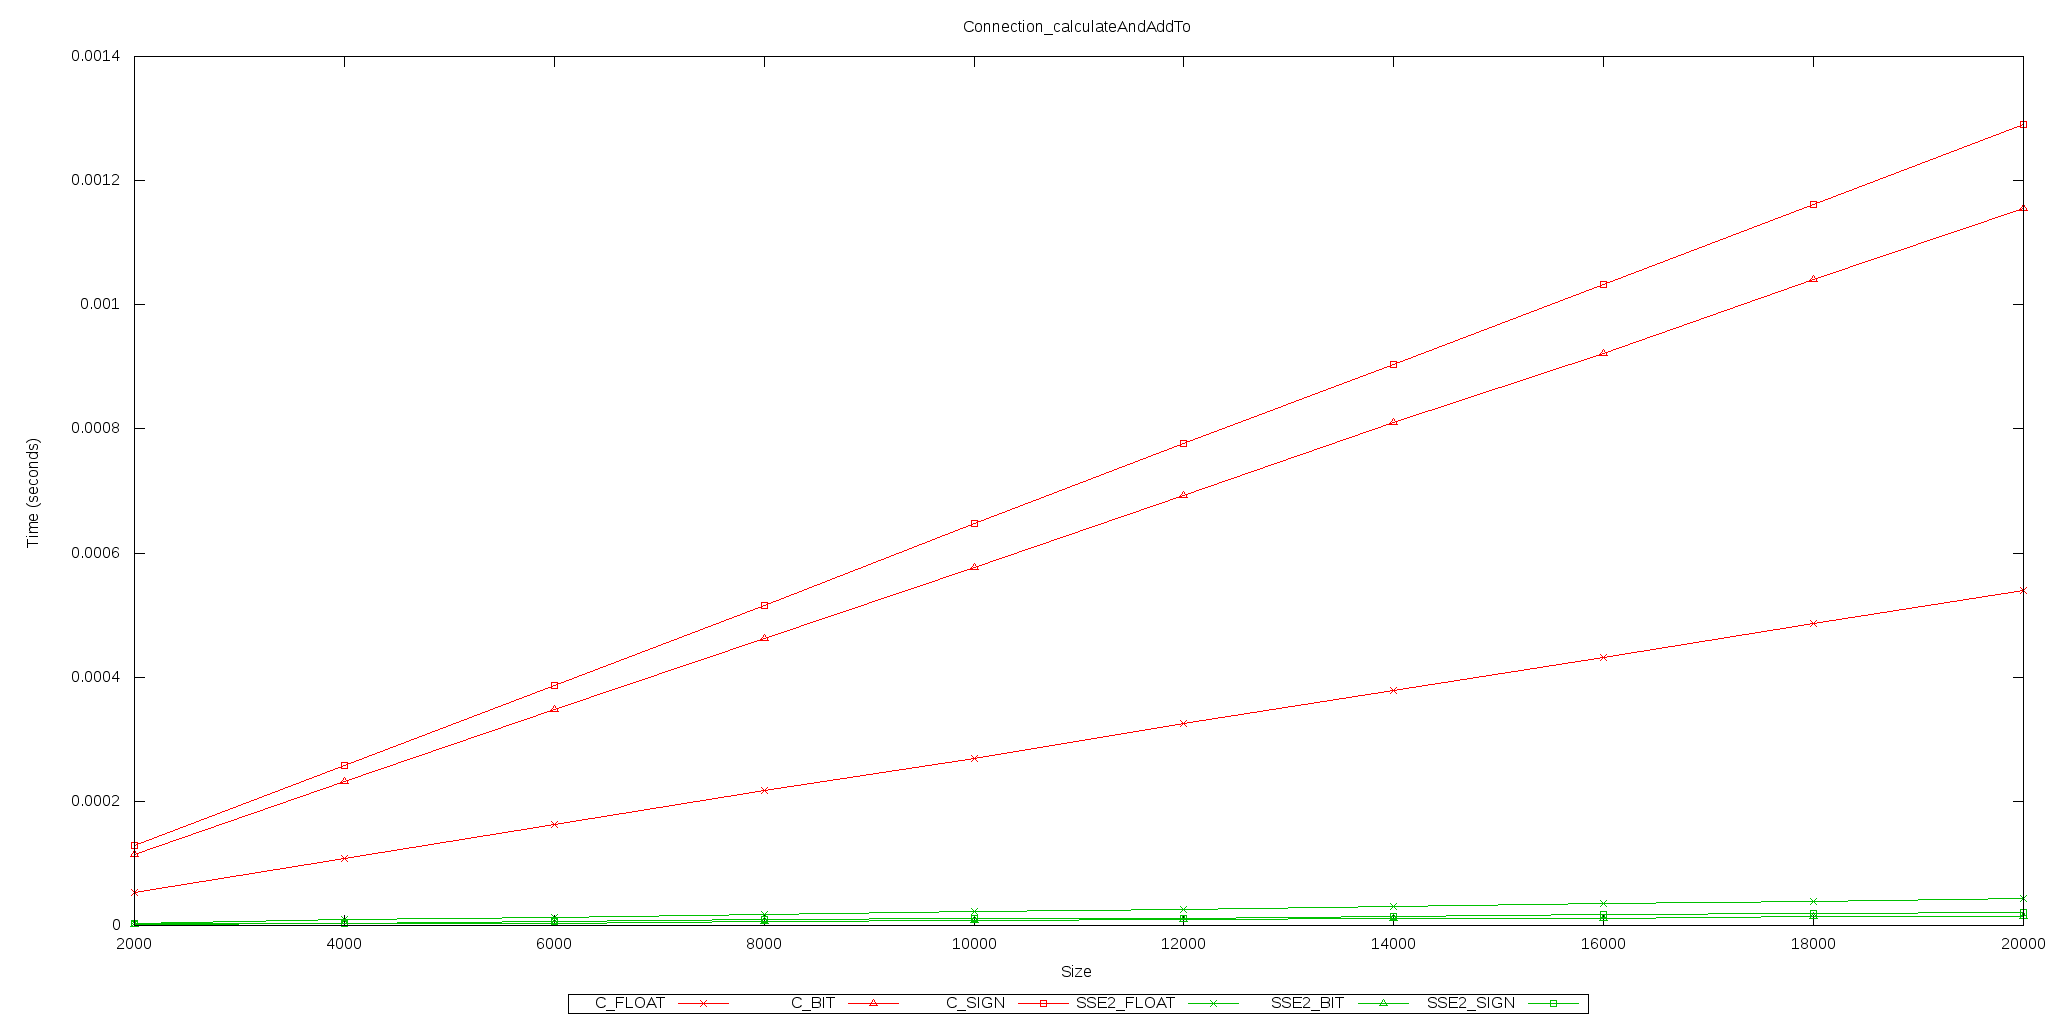 Connection_calculateAndAddTo
0.0014
0.0012
0.001
0.0008
0.0006
0.0004
0.0002
0
Time (seconds)
2000 4000 6000 8000 10000 12000 14000 16000 18000 20000
Size
C_FLOAT C_BIT C_SIGN SSE2_FLOAT SSE2_BIT SSE2_SIGN